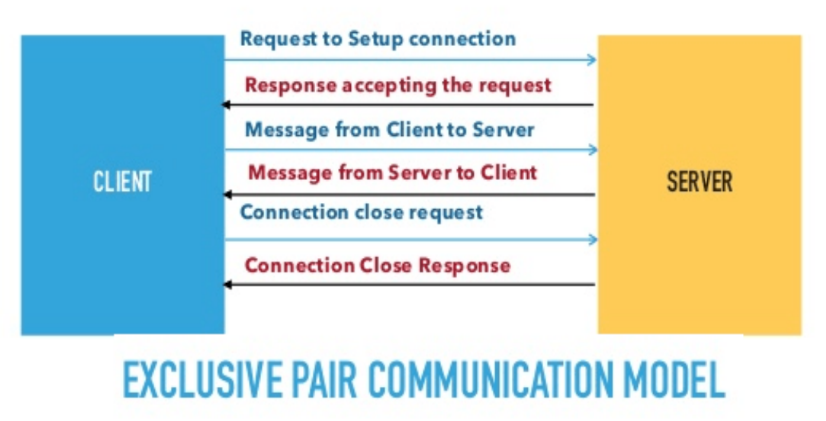 Request to Setup connection
Response accepting the request
Message from Client to Server
CLIENT
Message from Server to Client
SERVER
Connection close request
Connection Close Response
EXCLUSIVE PAIR COMMUNICATION MODEL